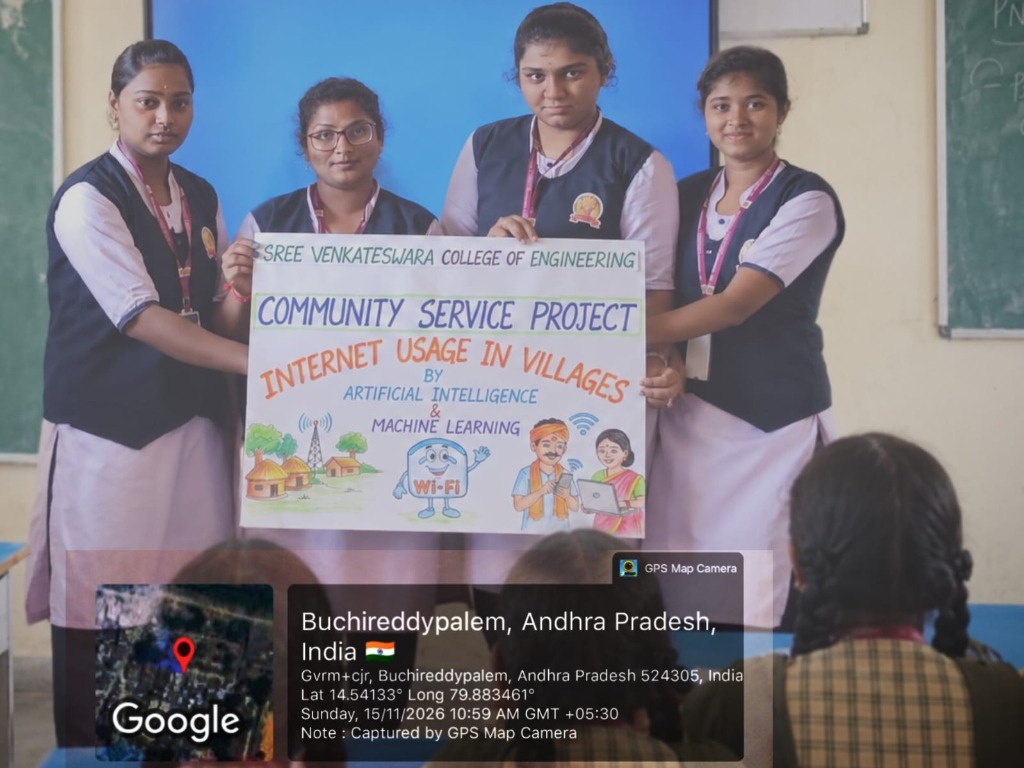 PN
SREE VENKATESWARA COLLEGE OF ENGINEERING
COMMUNITY SERVICE PROJECT
INTERNET USAGE IN VILLAGES
BY
ARTIFICIAL INTELLIGENCE
&
MACHINE LEARNING
Wi-Fi
GPS Map Camera
Google
Buchireddypalem, Andhra Pradesh,
India
Gvrm+cjr, Buchireddypalem, Andhra Pradesh 524305, India
Lat 14.54133° Long 79.883461°
Sunday, 15/11/2026 10:59 AM GMT +05:30
Note : Captured by GPS Map Camera